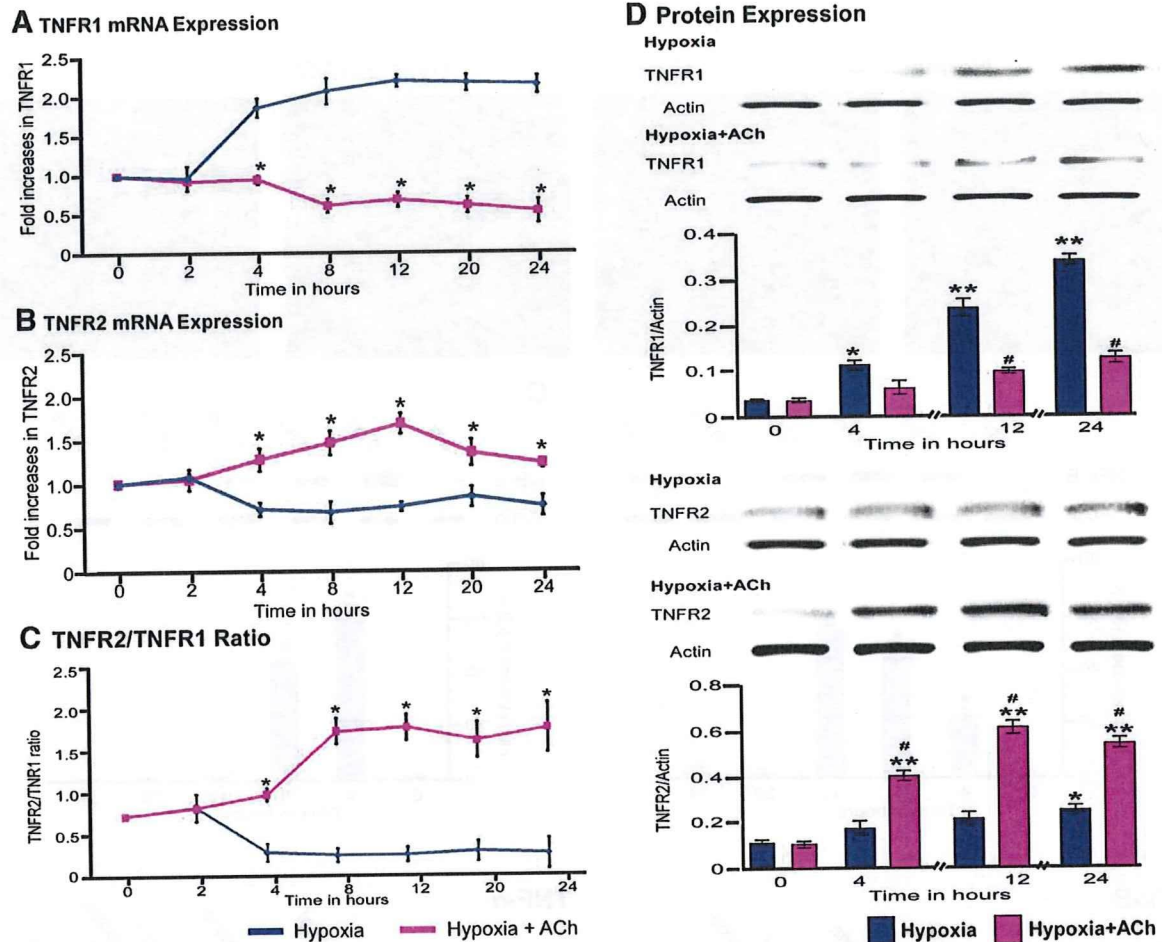 A TNFR1 mRNA Expression
Fold increases in TNFR1
2.5
2.0
1.5
1.0
0.5
0
* * * * * *
0 2 4 8 12 20 24
Time in hours
B TNFR2 mRNA Expression
Fold increases in TNFR2
2.5
2.0
1.5
1.0
0.5
0
* * * * * *
0 2 4 8 12 20 24
Time in hours
C TNFR2/TNFR1 Ratio
TNFR2/TNR1 ratio
2.5
2.0
1.5
1.0
0.5
0
* * * * *
0 2 4 8 12 20 24
Time in hours
Hypoxia Hypoxia + ACh
D Protein Expression
Hypoxia
TNFR1
Actin
Hypoxia+ACh
TNFR1
Actin
TNFR1/Actin
0.4
0.3
0.2
0.1
0
* ** # ** #
0 4 12 24
Time in hours
Hypoxia
TNFR2
Actin
Hypoxia+ACh
TNFR2
Actin
TNFR2/Actin
0.8
0.6
0.4
0.2
0
# # #
** ** * **
0 4 12 24
Time in hours
Hypoxia Hypoxia+ACh